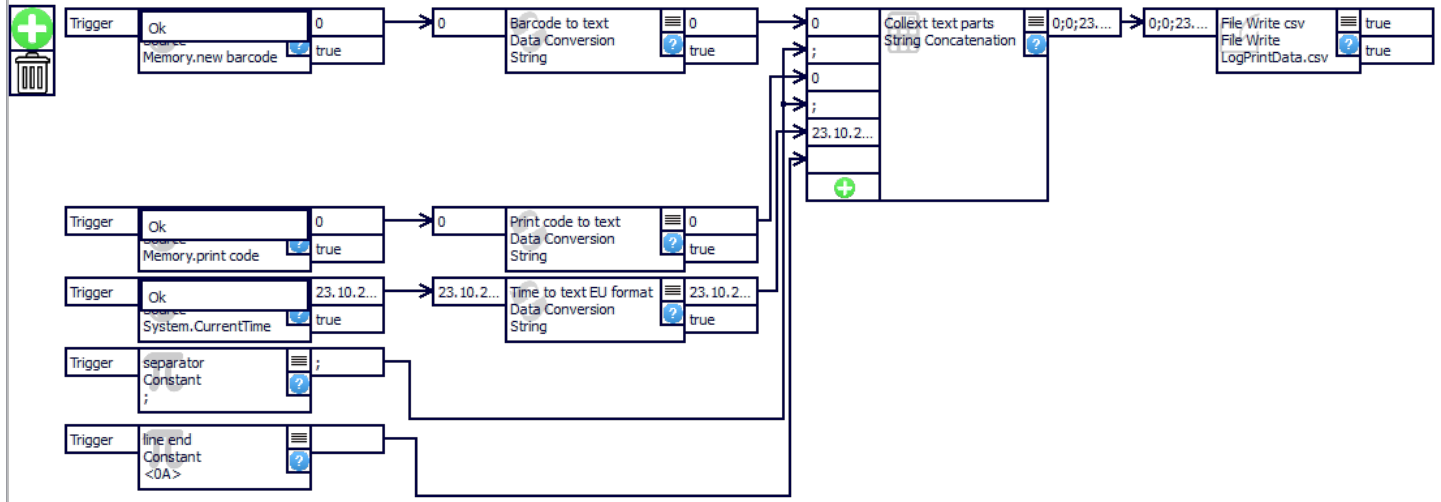 Trigger
Ok
Source
Memory.new barcode
0
true
0
Barcode to text
Data Conversion
String
0
true
0
;
0
;
23.10.2...
Collext text parts
String Concatenation
0;0;23....
0;0;23....
File Write csv
File Write
LogPrintData.csv
true
true
Trigger
Ok
Source
Memory.print code
0
true
0
Print code to text
Data Conversion
String
0
true
Trigger
Ok
Source
System.CurrentTime
23.10.2...
true
23.10.2...
Time to text EU format
Data Conversion
String
23.10.2...
true
Trigger
separator
Constant
;
;
Trigger
line end
Constant
<0A>